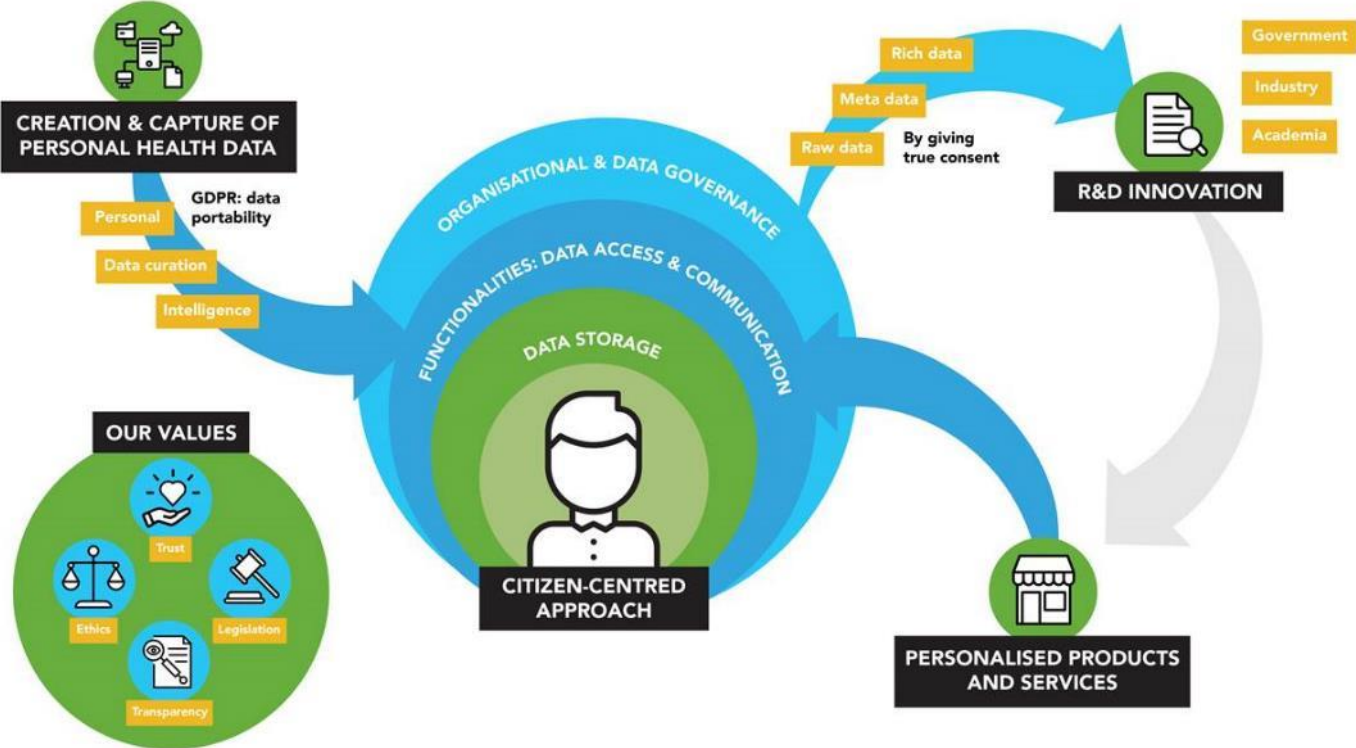 CREATION & CAPTURE OF
PERSONAL HEALTH DATA
GDPR: data
portability
Personal
Data curation
Intelligence
OUR VALUES
Trust
Ethics
Legislation
Transparency
ORGANISATIONAL & DATA GOVERNANCE
FUNCTIONALITIES: DATA ACCESS & COMMUNICATION
DATA STORAGE
CITIZEN-CENTRED
APPROACH
Rich data
Meta data
Raw data
By giving
true consent
Government
Industry
Academia
R&D INNOVATION
PERSONALISED PRODUCTS
AND SERVICES